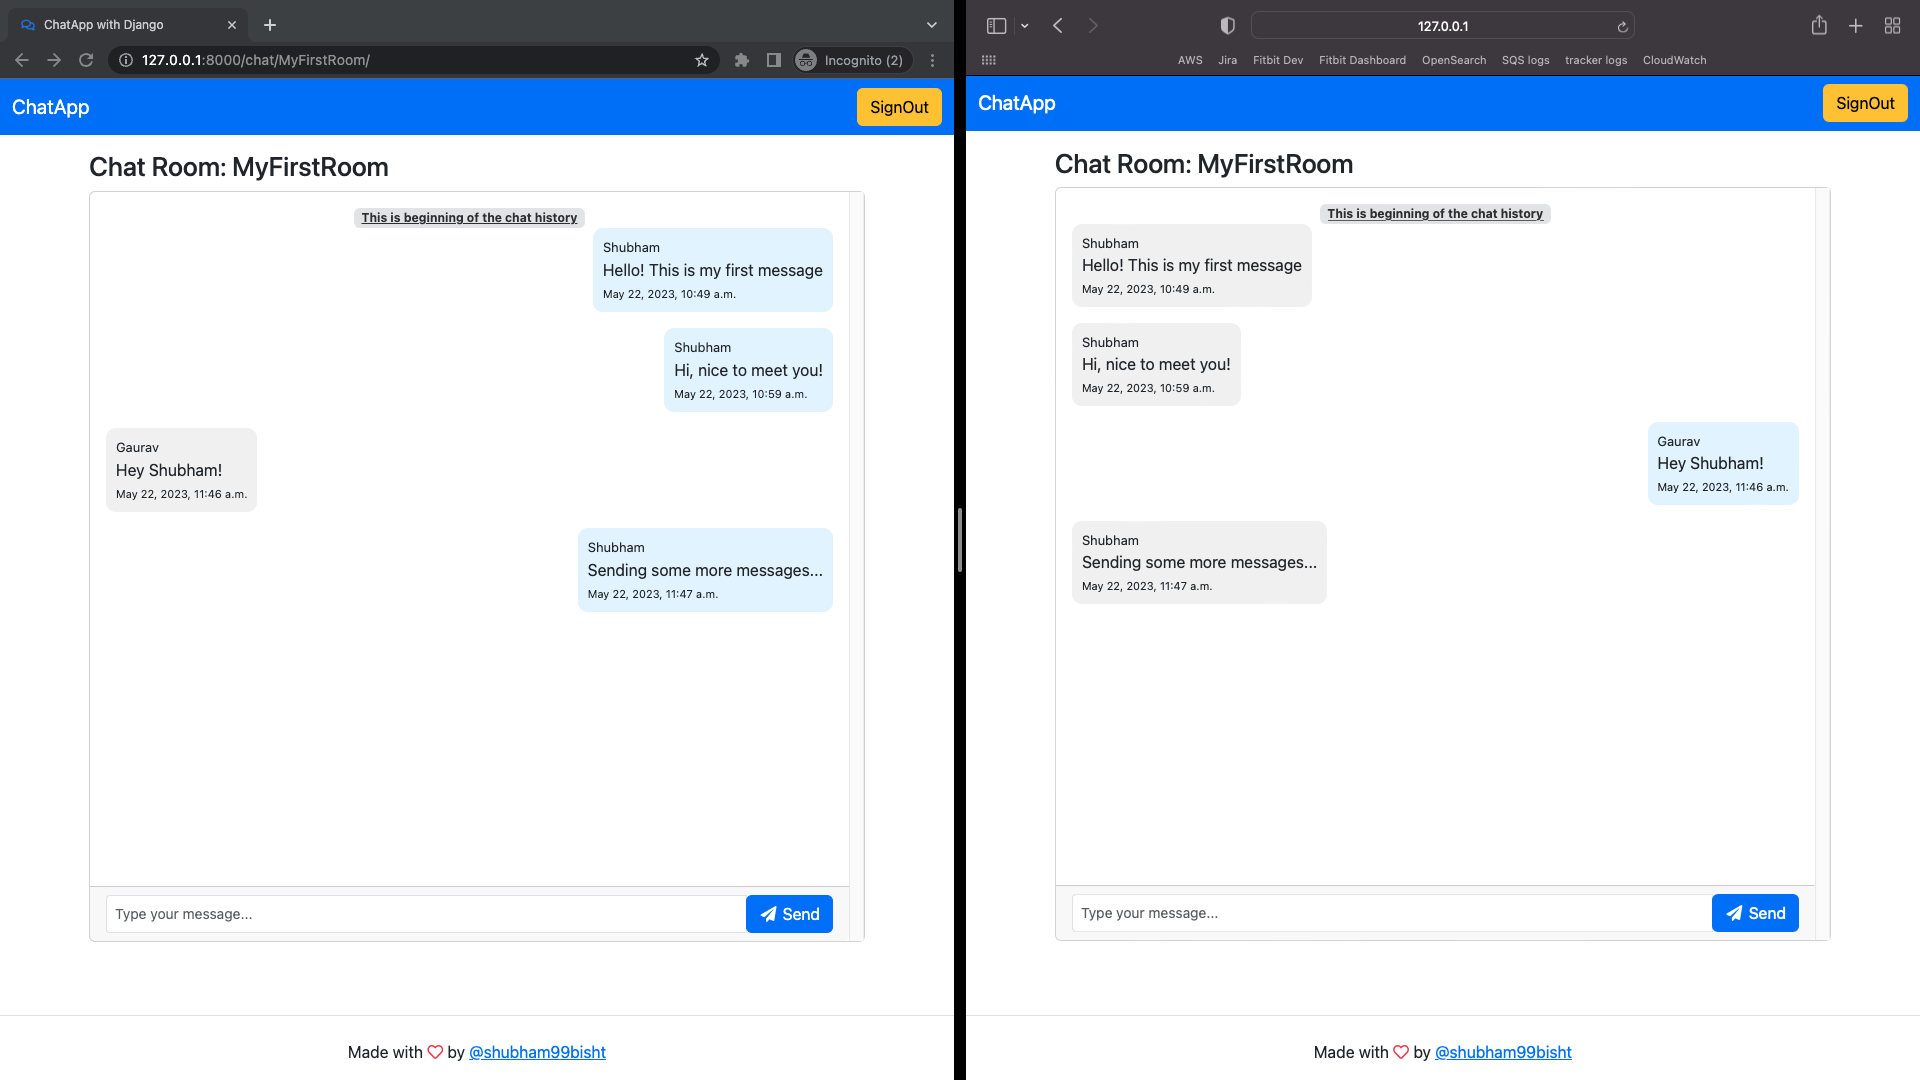 ChatApp with Django
127.0.0.1:8000/chat/MyFirstRoom/
Incognito (2)
ChatApp
SignOut
Chat Room: MyFirstRoom
This is beginning of the chat history
Shubham
Hello! This is my first message
May 22, 2023, 10:49 a.m.
Shubham
Hi, nice to meet you!
May 22, 2023, 10:59 a.m.
Gaurav
Hey Shubham!
May 22, 2023, 11:46 a.m.
Shubham
Sending some more messages...
May 22, 2023, 11:47 a.m.
Type your message...
Send
Made with by @shubham99bisht
127.0.0.1
AWS Jira Fitbit Dev Fitbit Dashboard OpenSearch SQS logs tracker logs CloudWatch
ChatApp
SignOut
Chat Room: MyFirstRoom
This is beginning of the chat history
Shubham
Hello! This is my first message
May 22, 2023, 10:49 a.m.
Shubham
Hi, nice to meet you!
May 22, 2023, 10:59 a.m.
Gaurav
Hey Shubham!
May 22, 2023, 11:46 a.m.
Shubham
Sending some more messages...
May 22, 2023, 11:47 a.m.
Type your message...
Send
Made with by @shubham99bisht